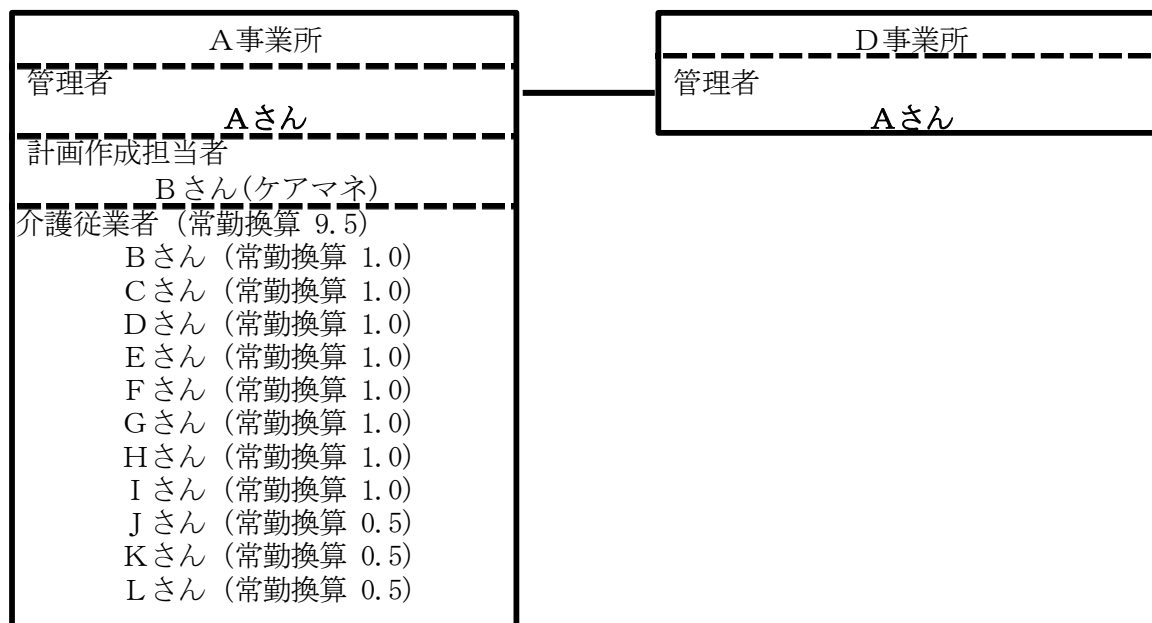 A事業所
管理者
Aさん
計画作成担当者
Bさん(ケアマネ)
介護従業者（常勤換算 9.5）
Bさん（常勤換算 1.0）
Cさん（常勤換算 1.0）
Dさん（常勤換算 1.0）
Eさん（常勤換算 1.0）
Fさん（常勤換算 1.0）
Gさん（常勤換算 1.0）
Hさん（常勤換算 1.0）
Iさん（常勤換算 1.0）
Jさん（常勤換算 0.5）
Kさん（常勤換算 0.5）
Lさん（常勤換算 0.5）
D事業所
管理者
Aさん